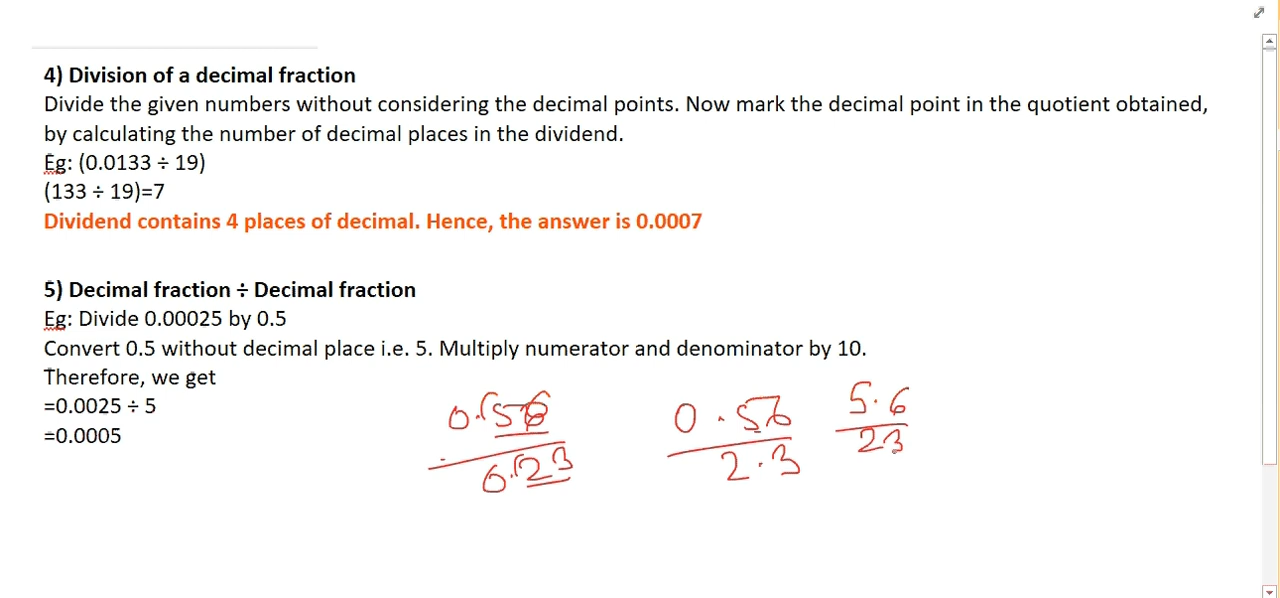 4) Division of a decimal fraction
Divide the given numbers without considering the decimal points. Now mark the decimal point in the quotient obtained,
by calculating the number of decimal places in the dividend.
Eg: (0.0133 ÷ 19)
(133 ÷ 19)=7
Dividend contains 4 places of decimal. Hence, the answer is 0.0007
5) Decimal fraction ÷ Decimal fraction
Eg: Divide 0.00025 by 0.5
Convert 0.5 without decimal place i.e. 5. Multiply numerator and denominator by 10.
Therefore, we get
=0.0025 ÷ 5
=0.0005
0.56 0.56 5.6
0.23 2.3 23